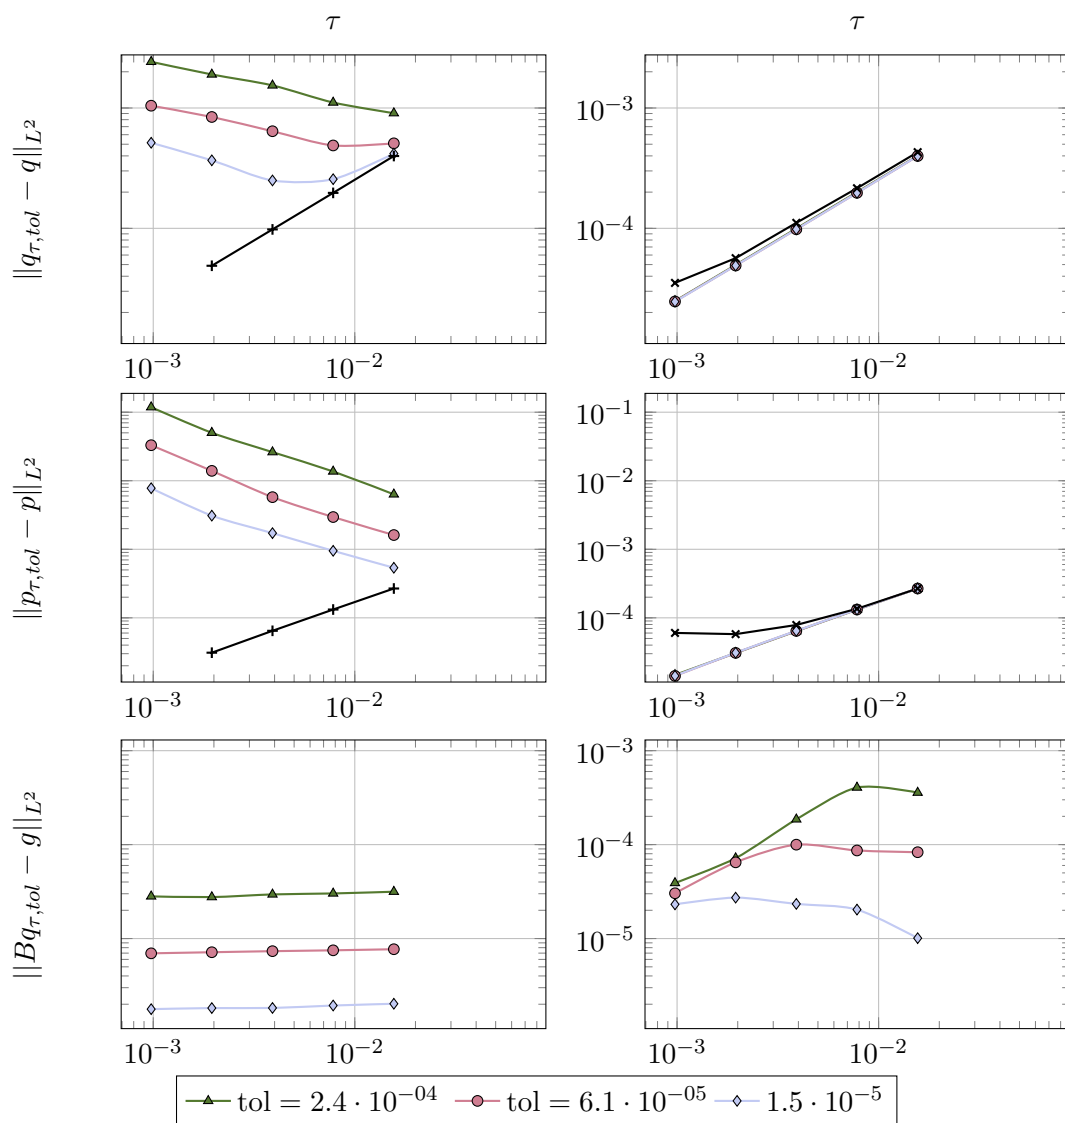 τ τ
||q_{τ,tol} − q||_{L^2}
10^{−3}
10^{−4}
10^{−3} 10^{−2} 10^{−3} 10^{−2}
||p_{τ,tol} − p||_{L^2}
10^{−1}
10^{−2}
10^{−3}
10^{−4}
10^{−3} 10^{−2} 10^{−3} 10^{−2}
||Bq_{τ,tol} − g||_{L^2}
10^{−3}
10^{−4}
10^{−5}
10^{−3} 10^{−2} 10^{−3} 10^{−2}
tol = 2.4 · 10^{−04} tol = 6.1 · 10^{−05} 1.5 · 10^{−5}